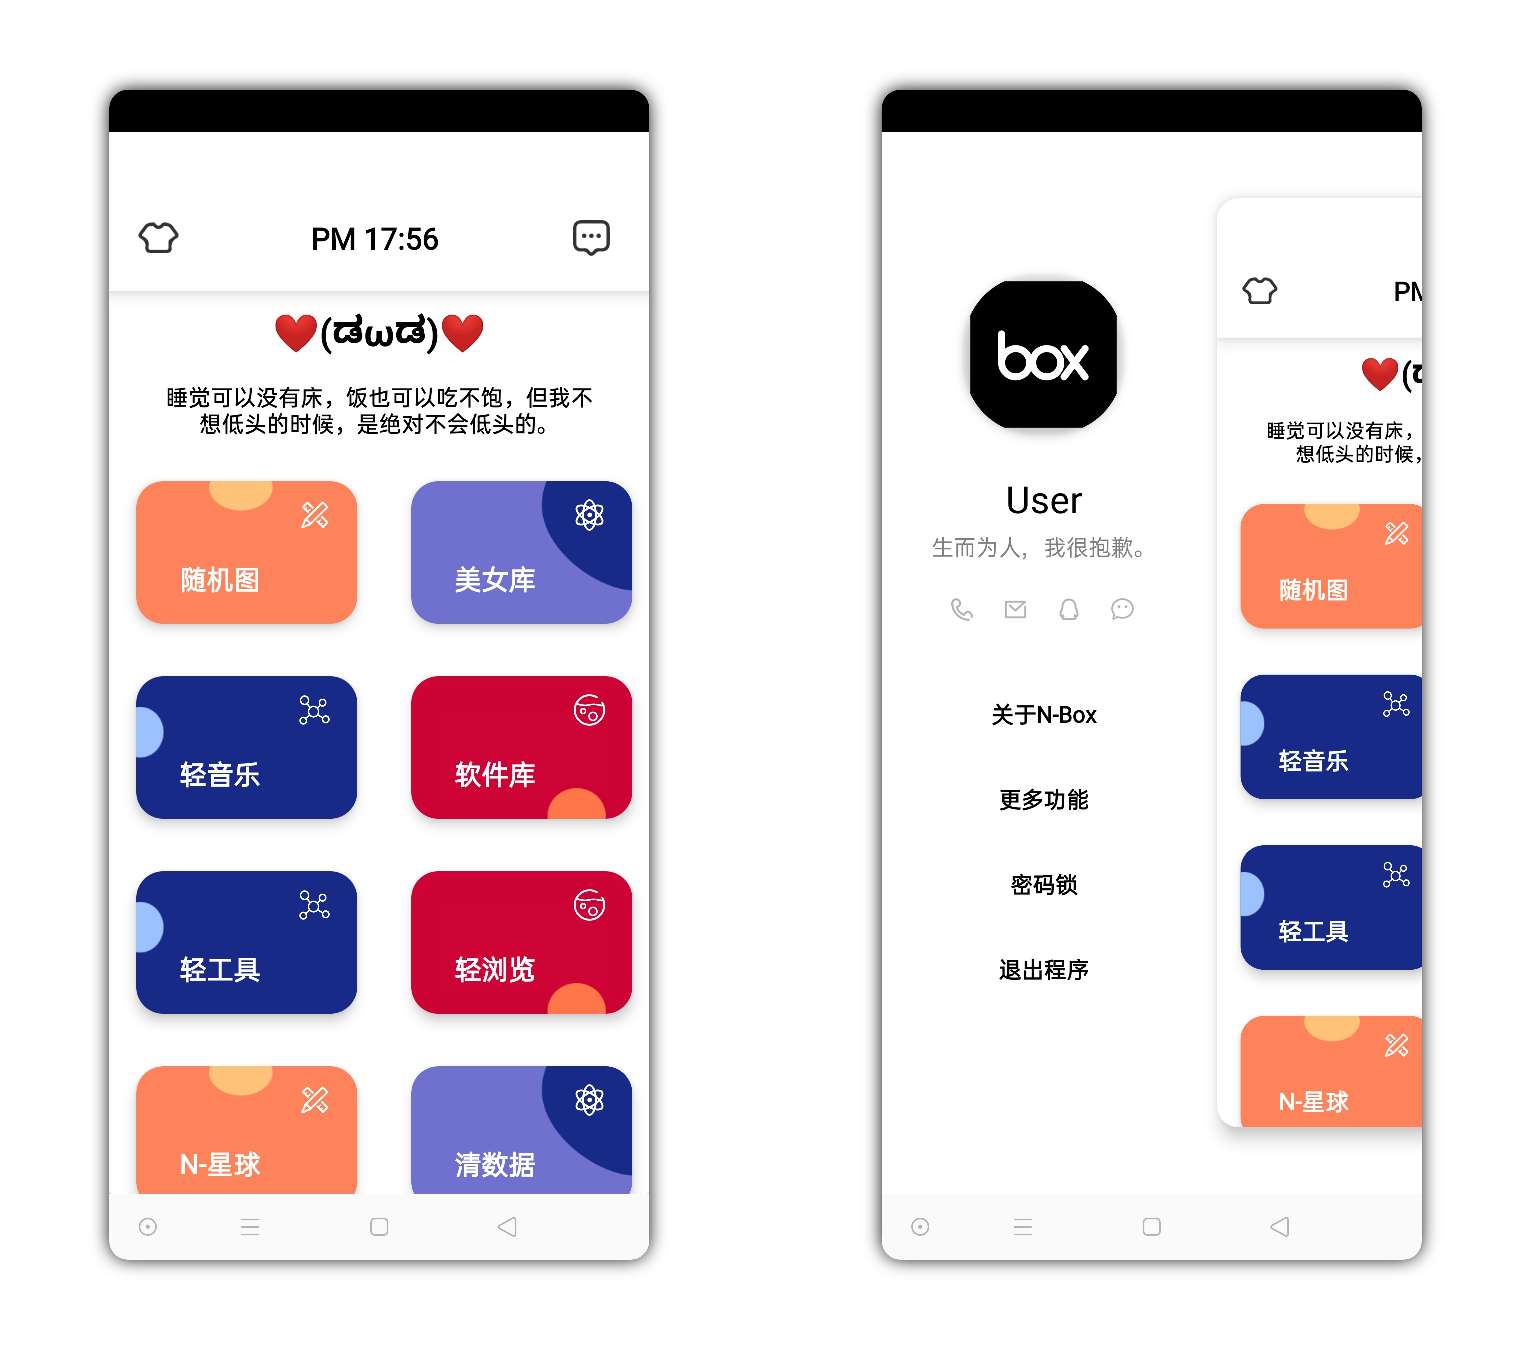 PM 17:56
❤️(ಡωಡ)❤️
睡觉可以没有床，饭也可以吃不饱，但我不
想低头的时候，是绝对不会低头的。
随机图
美女库
轻音乐
软件库
轻工具
轻浏览
N-星球
清数据
box
User
生而为人，我很抱歉。
关于N-Box
更多功能
密码锁
退出程序
PM
❤️(ಡ
睡觉可以没有床，
想低头的时候，
随机图
轻音乐
轻工具
N-星球